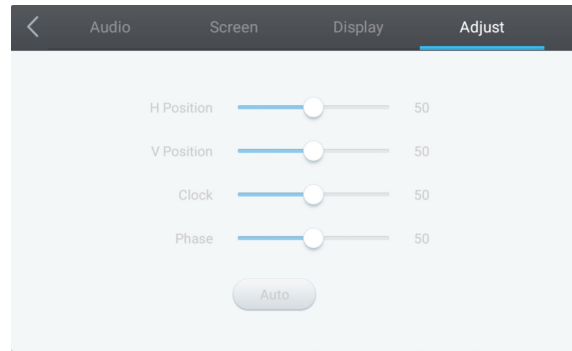 Audio Screen Display Adjust
H Position 50
V Position 50
Clock 50
Phase 50
Auto